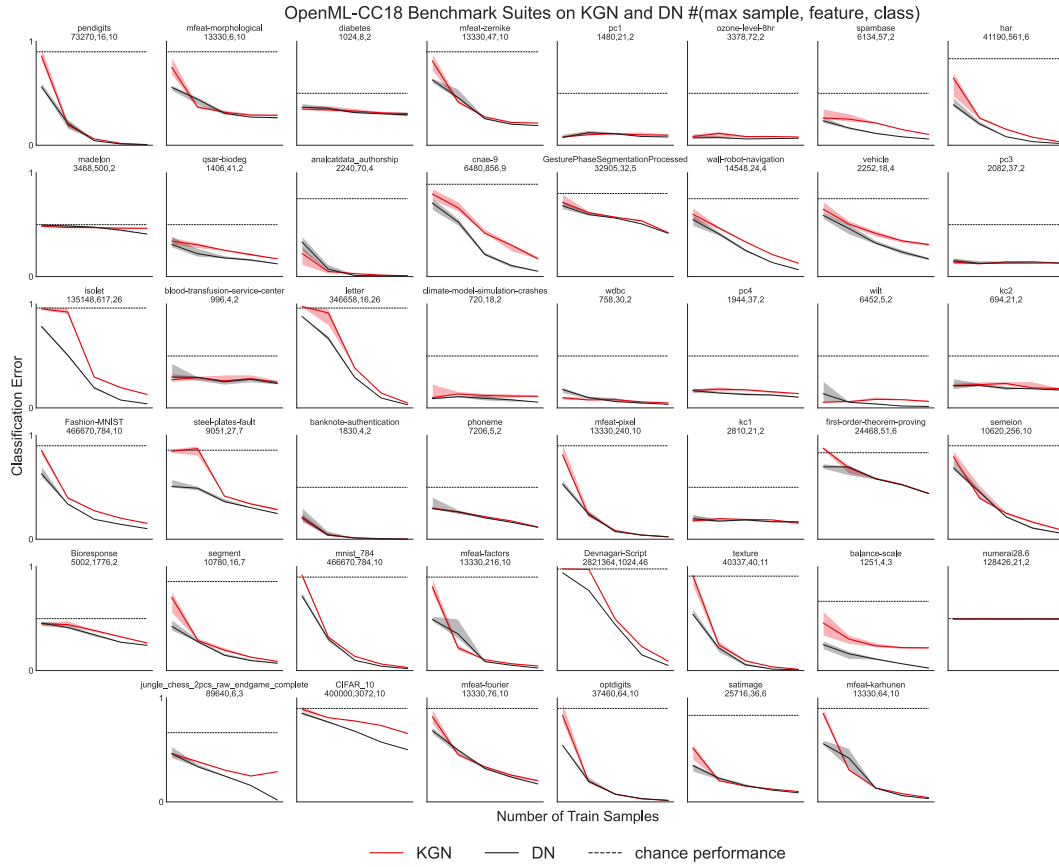 OpenML-CC18 Benchmark Suites on KGN and DN #(max sample, feature, class)
pendigits
73270,16,10
mfeat-morphological
13330,6,10
diabetes
1024,8,2
mfeat-zernike
13330,47,10
pc1
1480,21,2
ozone-level-8hr
3378,72,2
spambase
6134,57,2
har
41190,561,6
1
0
madelon
3468,500,2
qsar-biodeg
1406,41,2
analcatdata_authorship
2240,70,4
cnae-9
6480,856,9
GesturePhaseSegmentationProcessed
32905,32,5
wall-robot-navigation
14548,24,4
vehicle
2252,18,4
pc3
2082,37,2
1
0
isolet
135148,617,26
blood-transfusion-service-center
996,4,2
letter
346658,16,26
climate-model-simulation-crashes
720,18,2
wdbc
758,30,2
pc4
1944,37,2
wilt
6452,5,2
kc2
694,21,2
1
0
Classification Error
Fashion-MNIST
466670,784,10
steel-plates-fault
9051,27,7
banknote-authentication
1830,4,2
phoneme
7206,5,2
mfeat-pixel
13330,240,10
kc1
2810,21,2
first-order-theorem-proving
24468,51,6
semeion
10620,256,10
1
0
Bioresponse
5002,1776,2
segment
10780,16,7
mnist_784
466670,784,10
mfeat-factors
13330,216,10
Devnagari-Script
2821364,1024,46
texture
40337,40,11
balance-scale
1251,4,3
numerai28.6
128426,21,2
1
0
jungle_chess_2pcs_raw_endgame_complete
89640,6,3
CIFAR_10
400000,3072,10
mfeat-fourier
13330,76,10
optdigits
37460,64,10
satimage
25716,36,6
mfeat-karhunen
13330,64,10
1
0
Number of Train Samples
KGN
DN
chance performance